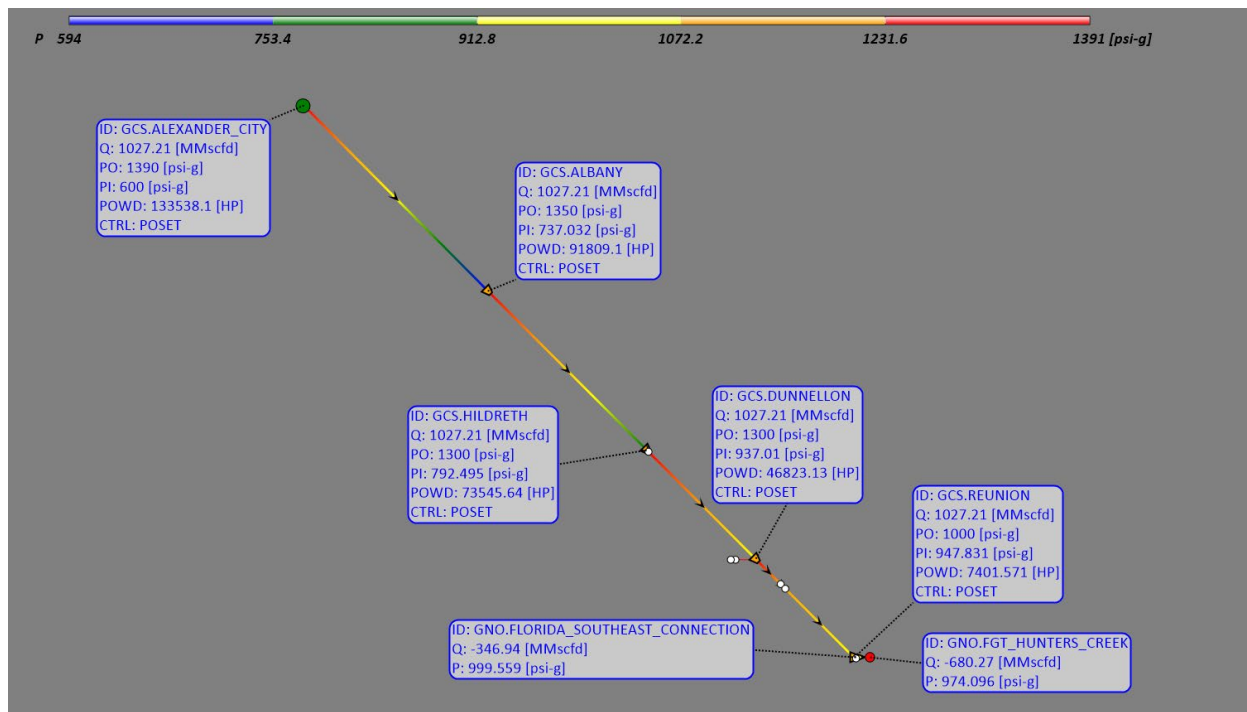 P 594 753.4 912.8 1072.2 1231.6 1391 [psi-g]
ID: GCS.ALEXANDER_CITY
Q: 1027.21 [MMscfd]
PO: 1390 [psi-g]
PI: 600 [psi-g]
POWD: 133538.1 [HP]
CTRL: POSET
ID: GCS.ALBANY
Q: 1027.21 [MMscfd]
PO: 1350 [psi-g]
PI: 737.032 [psi-g]
POWD: 91809.1 [HP]
CTRL: POSET
ID: GCS.HILDRETH
Q: 1027.21 [MMscfd]
PO: 1300 [psi-g]
PI: 792.495 [psi-g]
POWD: 73545.64 [HP]
CTRL: POSET
ID: GCS.DUNNELLON
Q: 1027.21 [MMscfd]
PO: 1300 [psi-g]
PI: 937.01 [psi-g]
POWD: 46823.13 [HP]
CTRL: POSET
ID: GCS.REUNION
Q: 1027.21 [MMscfd]
PO: 1000 [psi-g]
PI: 947.831 [psi-g]
POWD: 7401.571 [HP]
CTRL: POSET
ID: GNO.FLORIDA_SOUTHEAST_CONNECTION
Q: -346.94 [MMscfd]
P: 999.559 [psi-g]
ID: GNO.FGT_HUNTERS_CREEK
Q: -680.27 [MMscfd]
P: 974.096 [psi-g]